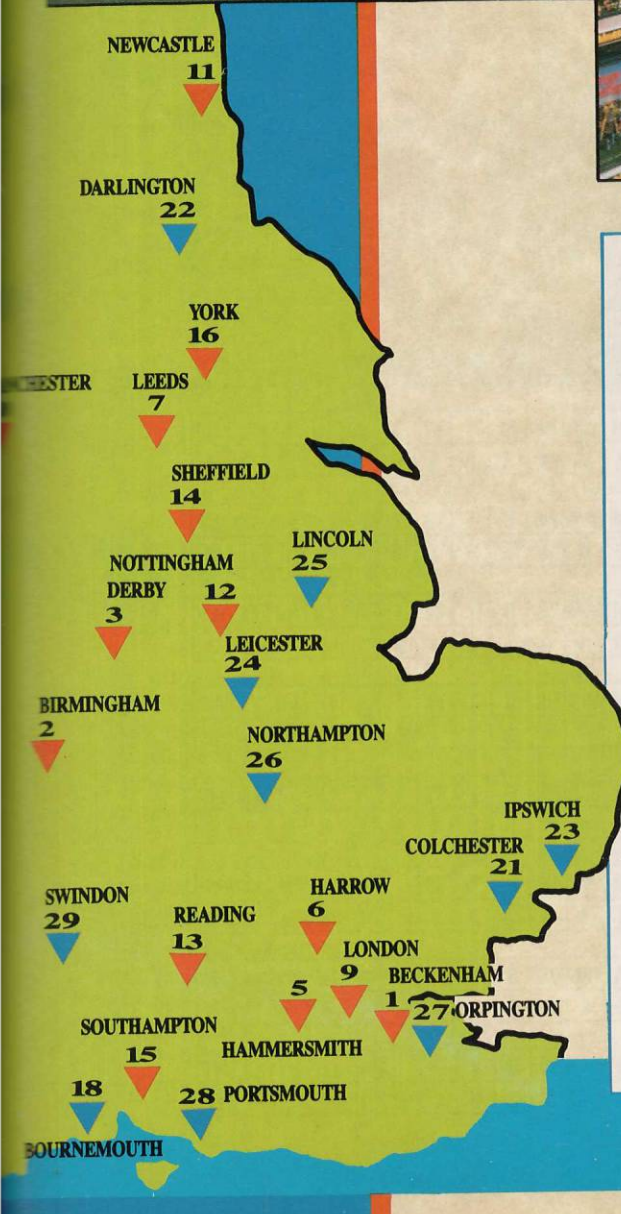 NEWCASTLE
11
DARLINGTON
22
YORK
16
CHESTER
LEEDS
7
SHEFFIELD
14
LINCOLN
25
NOTTINGHAM
12
DERBY
3
LEICESTER
24
BIRMINGHAM
2
NORTHAMPTON
26
IPSWICH
23
COLCHESTER
21
SWINDON
29
READING
13
HARROW
6
LONDON
9
BECKENHAM
1
5
HAMMERSMITH
27 ORPINGTON
SOUTHAMPTON
15
18
BOURNEMOUTH
28 PORTSMOUTH